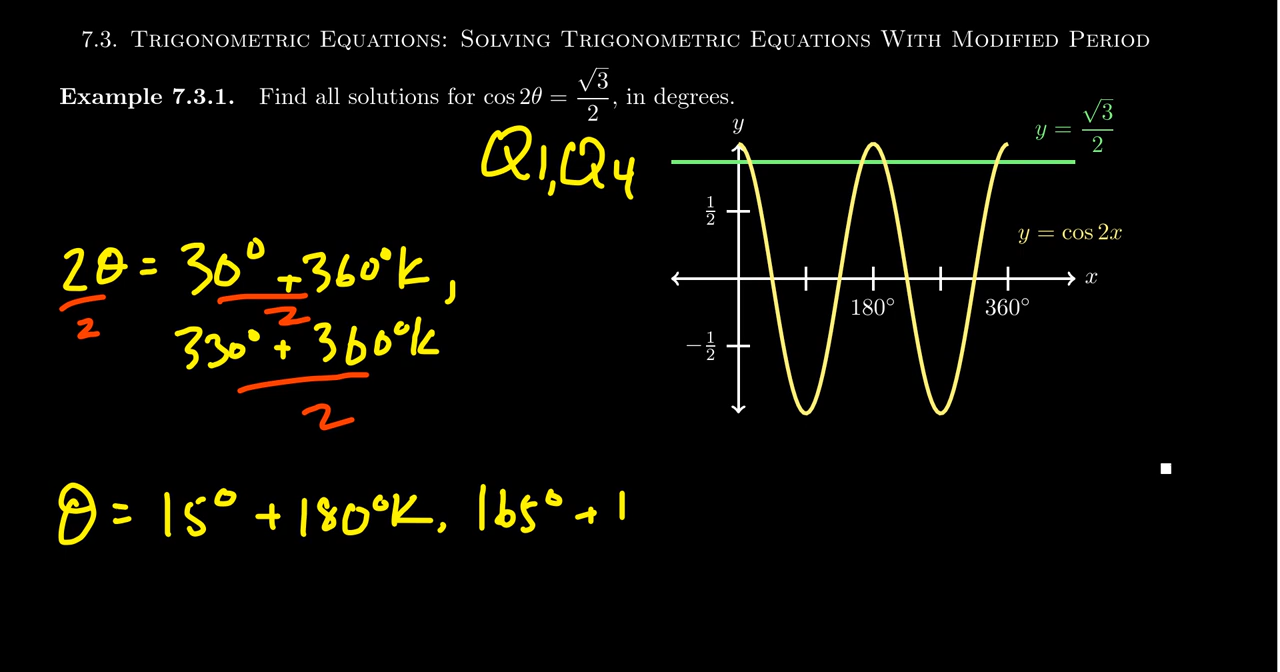 7.3. Trigonometric Equations: Solving Trigonometric Equations With Modified Period
Example 7.3.1. Find all solutions for cos 2θ = √3/2, in degrees.
Q1,Q4
y
y = √3/2
1/2
y = cos 2x
x
180°
360°
-1/2
2θ = 30° + 360°k,
2 2
330° + 360°k
2
θ = 15° + 180°k, 165° + 1